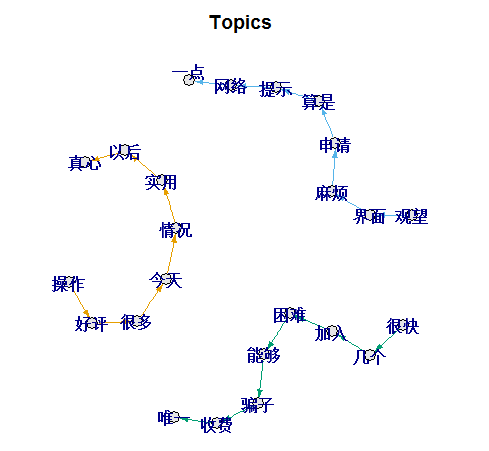 Topics
一点
网络
提示
算是
申请
麻烦
界面
观望
以后
真心
实用
情况
今天
操作
好评
很多
困难
加入
很快
几个
能够
骗子
收费
唯一